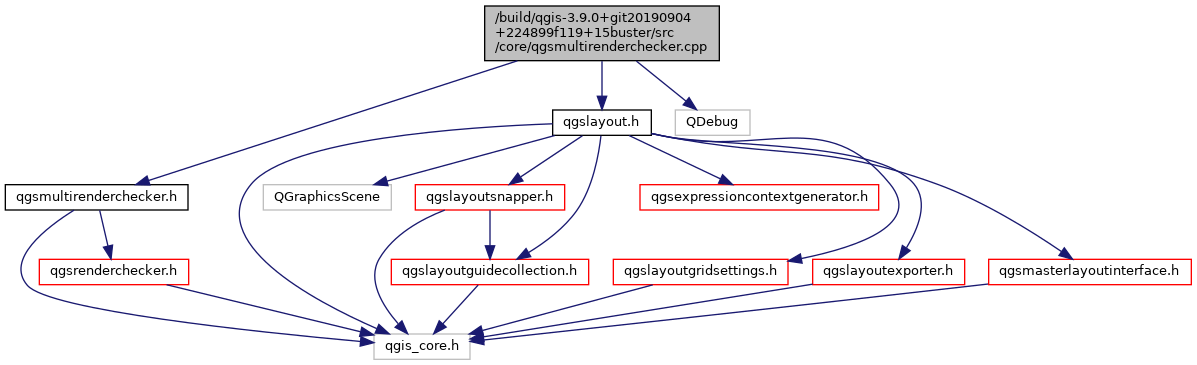 /build/qgis-3.9.0+git20190904
+224899f119+15buster/src
/core/qgsmultirenderchecker.cpp
qgslayout.h
QDebug
qgsmultirenderchecker.h
QGraphicsScene
qgslayoutsnapper.h
qgsexpressioncontextgenerator.h
qgsrenderchecker.h
qgslayoutguidecollection.h
qgslayoutgridsettings.h
qgslayoutexporter.h
qgsmasterlayoutinterface.h
qgis_core.h